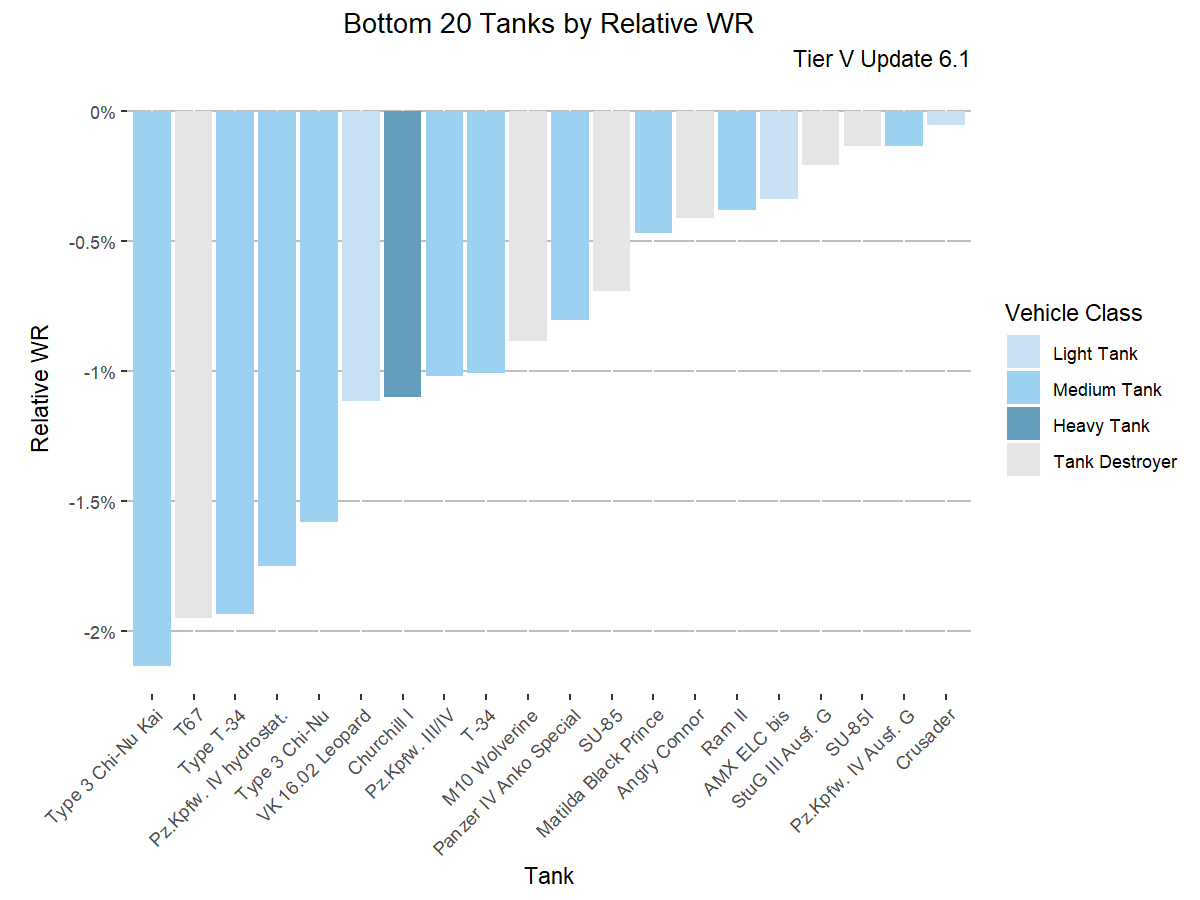 Bottom 20 Tanks by Relative WR
Tier V Update 6.1
0%
-0.5%
-1%
-1.5%
-2%
Relative WR
Type 3 Chi-Nu Kai
T67
Type T-34
Pz.Kpfw. IV hydrostat.
Type 3 Chi-Nu
VK 16.02 Leopard
Churchill I
Pz.Kpfw. III/IV
T-34
M10 Wolverine
Panzer IV Anko Special
SU-85
Matilda Black Prince
Angry Connor
Ram II
AMX ELC bis
StuG III Ausf. G
SU-85I
Pz.Kpfw. IV Ausf. G
Crusader
Tank
Vehicle Class
Light Tank
Medium Tank
Heavy Tank
Tank Destroyer